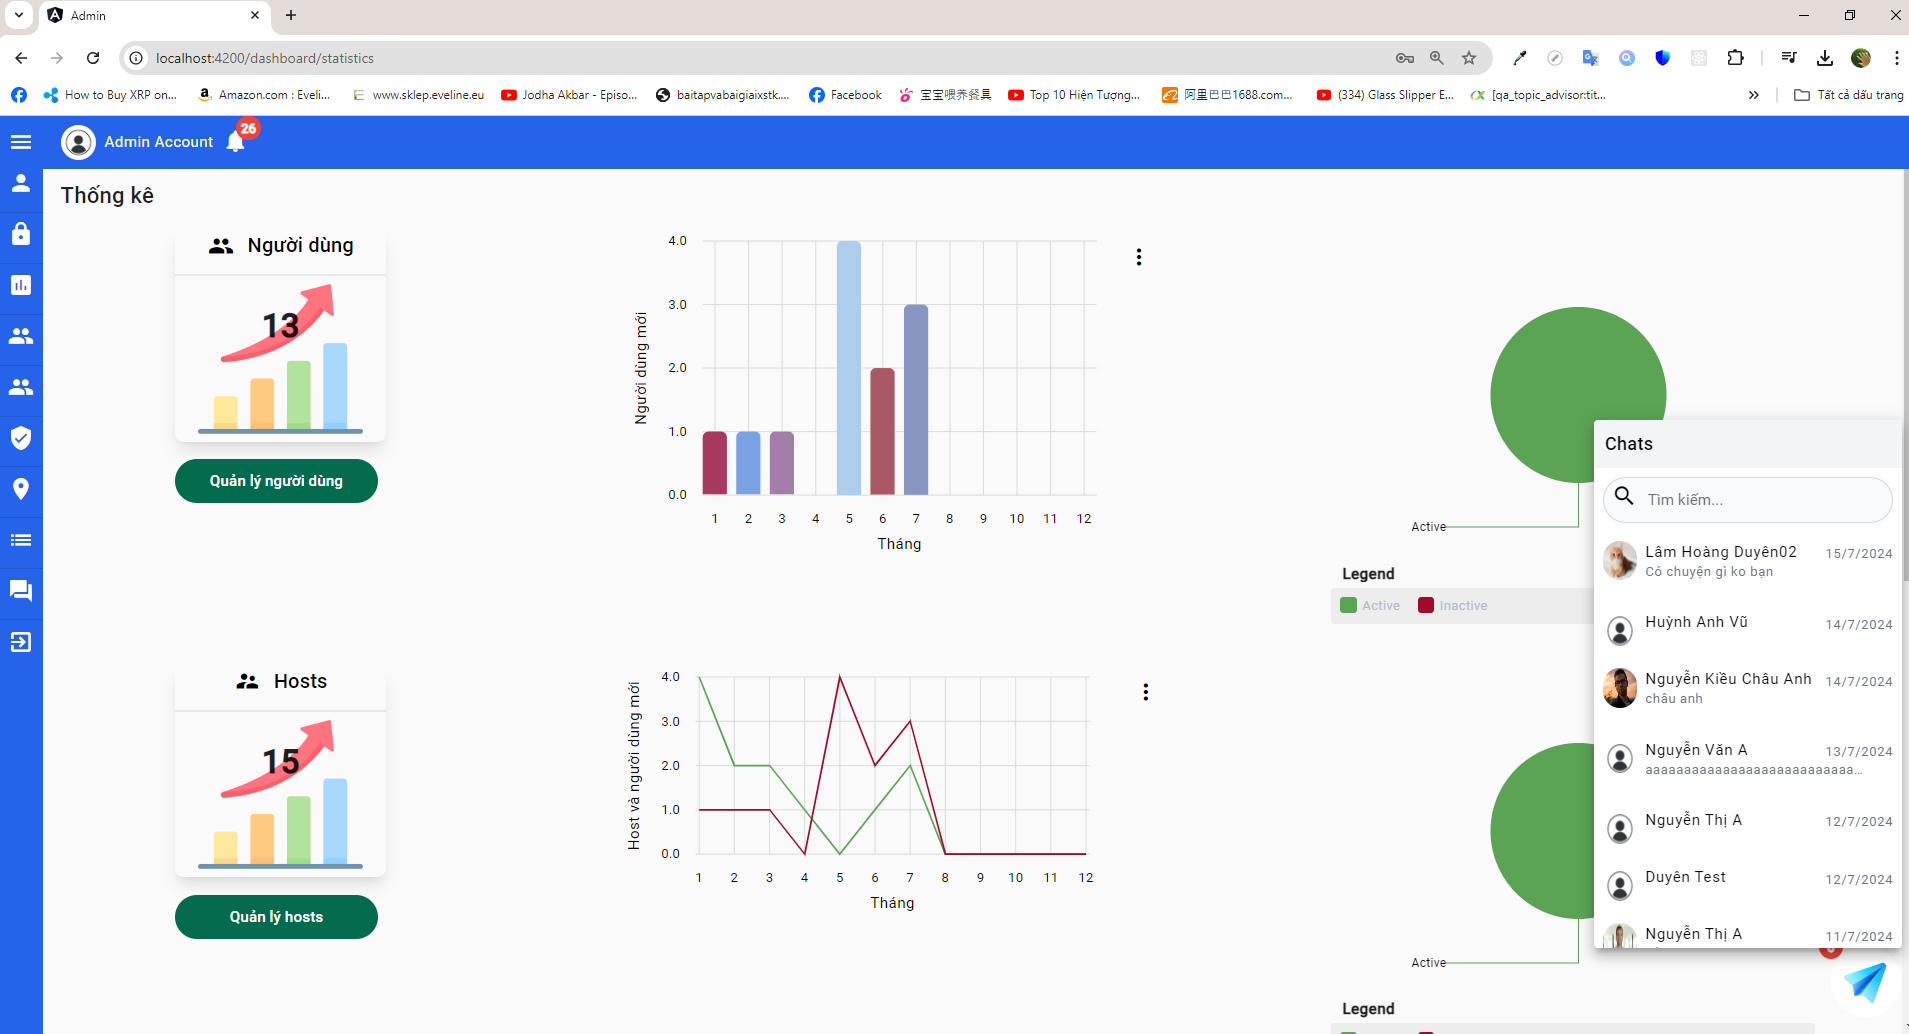 Admin
localhost:4200/dashboard/statistics
How to Buy XRP on...
Amazon.com : Eveli...
www.sklep.eveline.eu
Jodha Akbar - Episo...
baitapvabaigiaixstk....
Facebook
宝宝喂养餐具
Top 10 Hiện Tượng...
阿里巴巴1688.com...
(334) Glass Slipper E...
[qa_topic_advisor:tit...
Tất cả dấu trang
Admin Account
26
Thống kê
Người dùng
13
Quản lý người dùng
Người dùng mới
4.0
3.0
2.0
1.0
0.0
1 2 3 4 5 6 7 8 9 10 11 12
Tháng
Active
Legend
Active
Inactive
Hosts
15
Quản lý hosts
Host và người dùng mới
4.0
3.0
2.0
1.0
0.0
1 2 3 4 5 6 7 8 9 10 11 12
Tháng
Active
Legend
Chats
Tìm kiếm...
Lâm Hoàng Duyên02
15/7/2024
Có chuyện gì ko bạn
Huỳnh Anh Vũ
14/7/2024
Nguyễn Kiều Châu Anh
14/7/2024
châu anh
Nguyễn Văn A
13/7/2024
aaaaaaaaaaaaaaaaaaaaaaaaaaa...
Nguyễn Thị A
12/7/2024
Duyên Test
12/7/2024
Nguyễn Thị A
11/7/2024